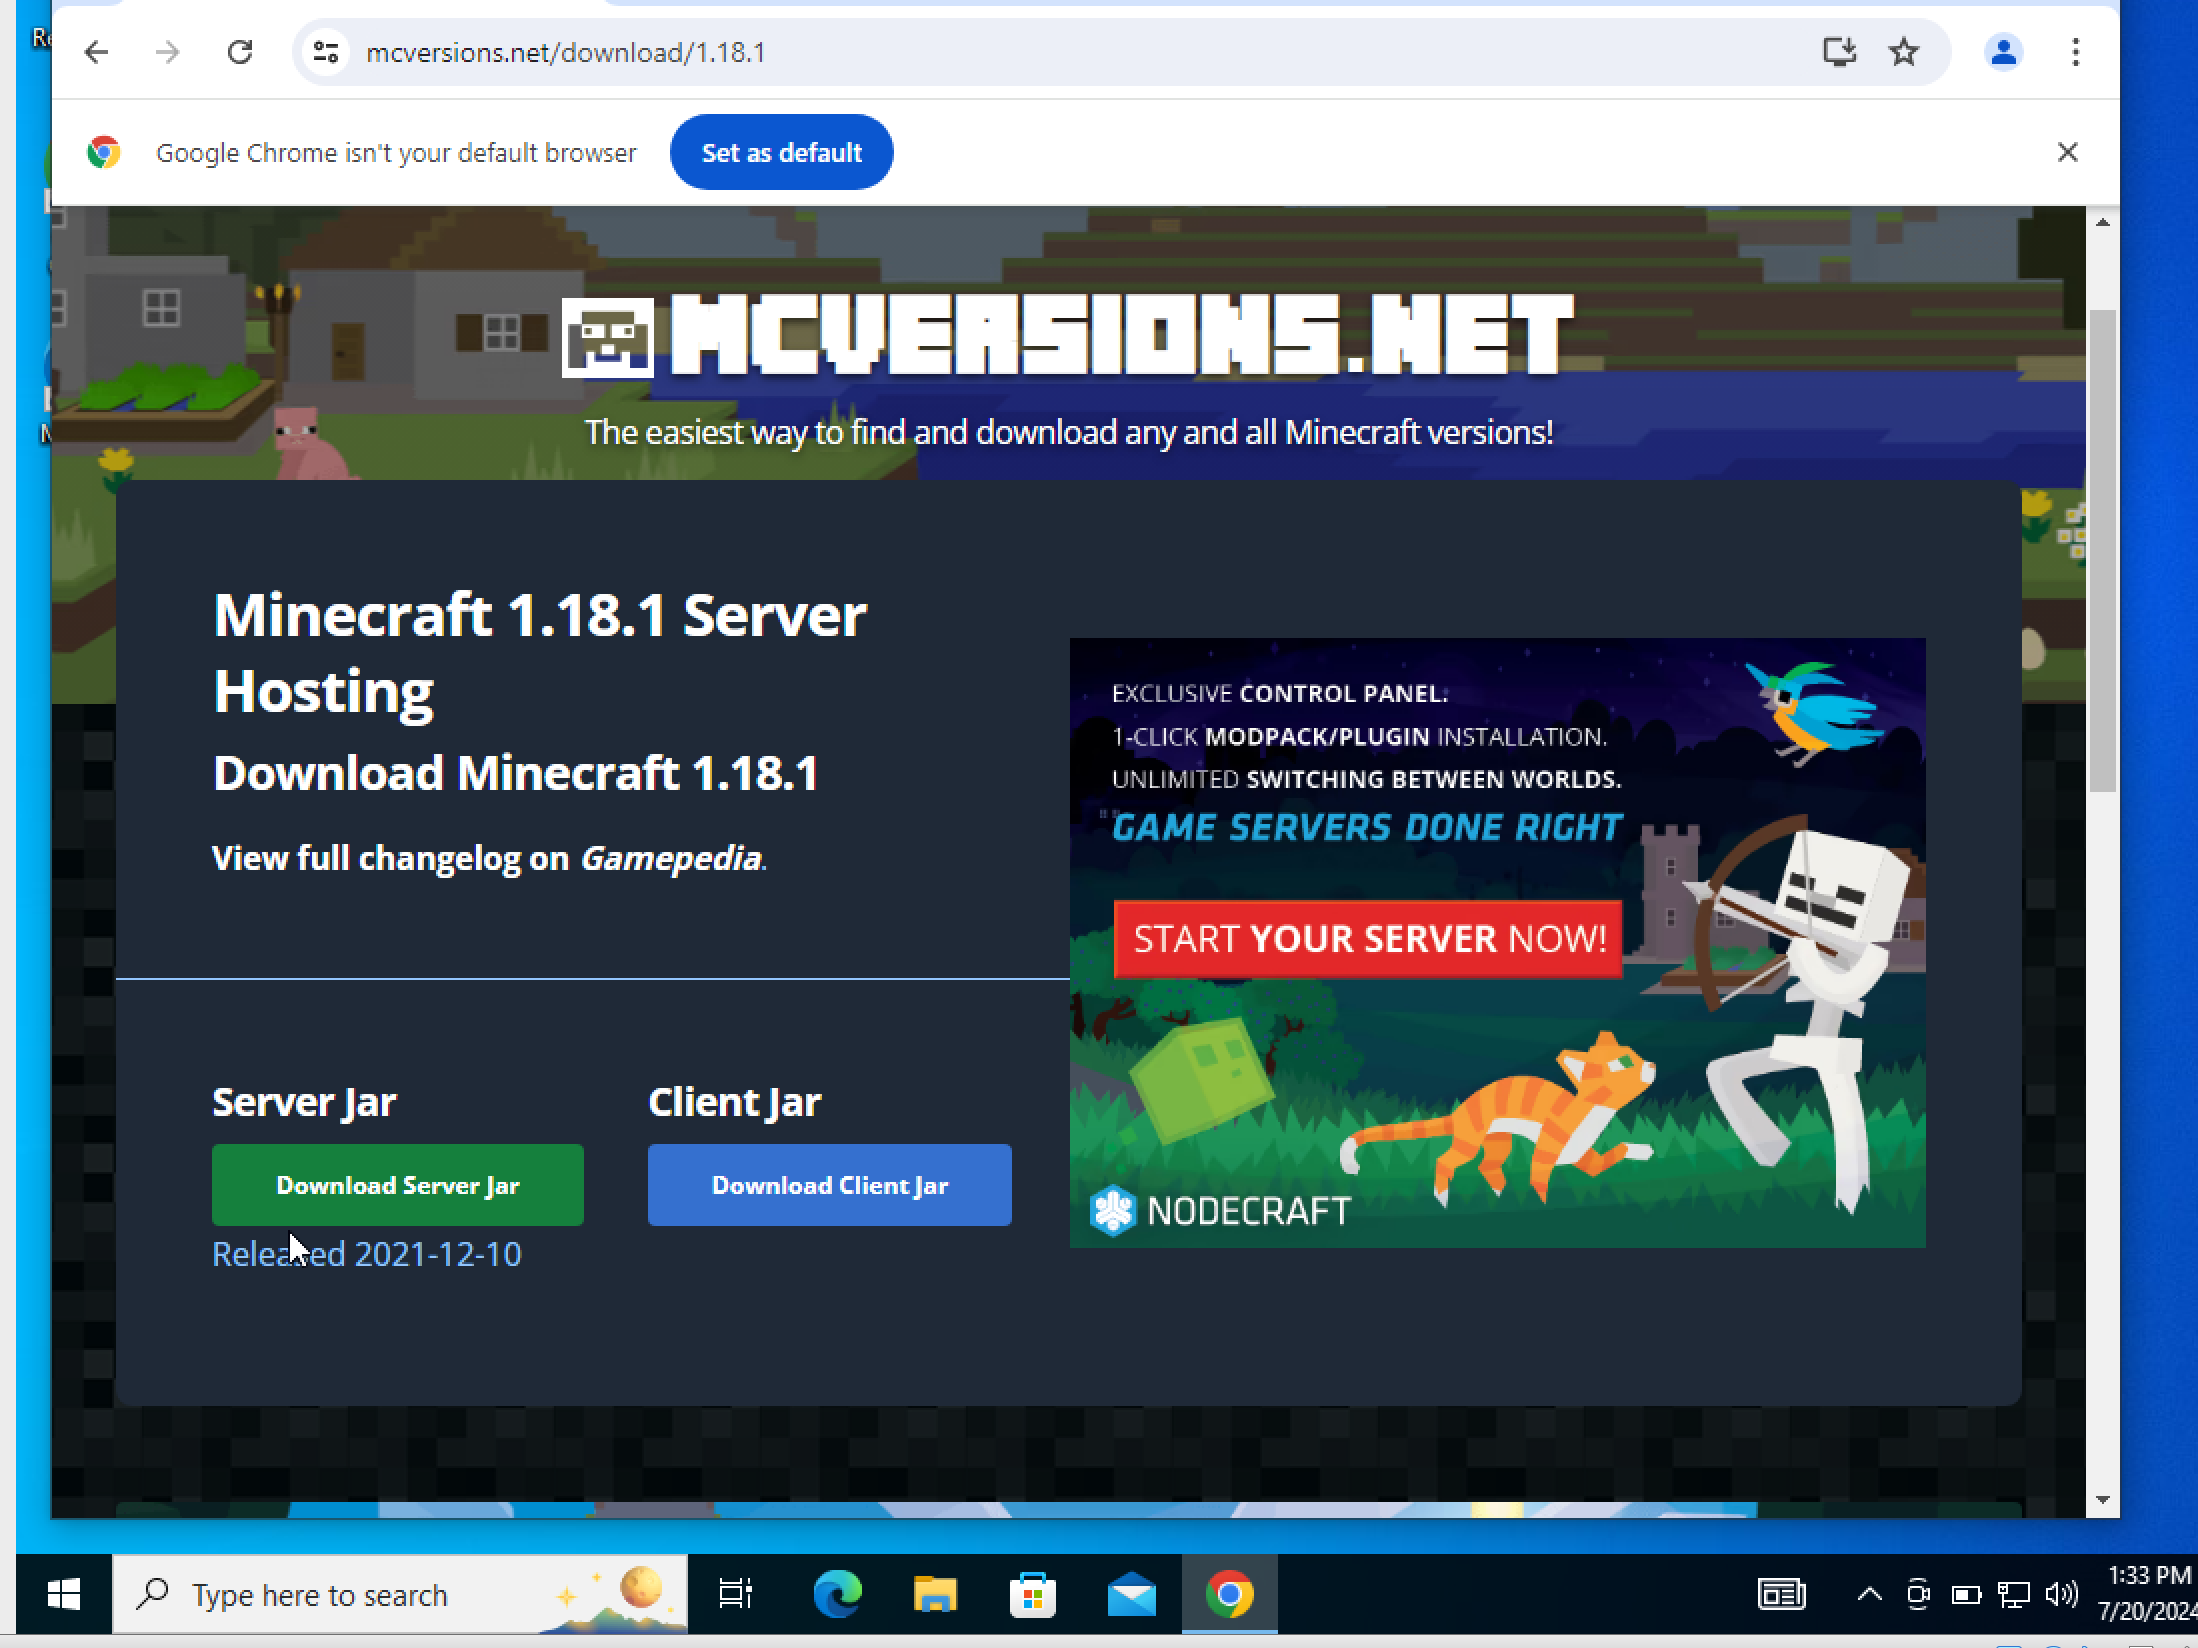 mcversions.net/download/1.18.1
Google Chrome isn't your default browser
Set as default
MCVERSIONS.NET
The easiest way to find and download any and all Minecraft versions!
Minecraft 1.18.1 Server
Hosting
Download Minecraft 1.18.1
View full changelog on Gamepedia.
EXCLUSIVE CONTROL PANEL.
1-CLICK MODPACK/PLUGIN INSTALLATION.
UNLIMITED SWITCHING BETWEEN WORLDS.
GAME SERVERS DONE RIGHT
START YOUR SERVER NOW!
NODECRAFT
Server Jar
Download Server Jar
Released 2021-12-10
Client Jar
Download Client Jar
Type here to search
1:33 PM
7/20/2024